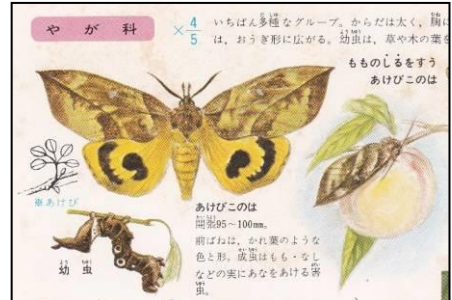 やが科
×4/5
いちばん多種なグループ。からだは太く，胸に
は，おうぎ形に広がる。幼虫は，草や木の葉を
もものしるをすう
あけびこのは
※あけび
幼虫
あけびこのは
開張95～100mm。
前ばねは，かれ葉のような
色と形。成虫はもも・なし
などの実にあなをあける害
虫。